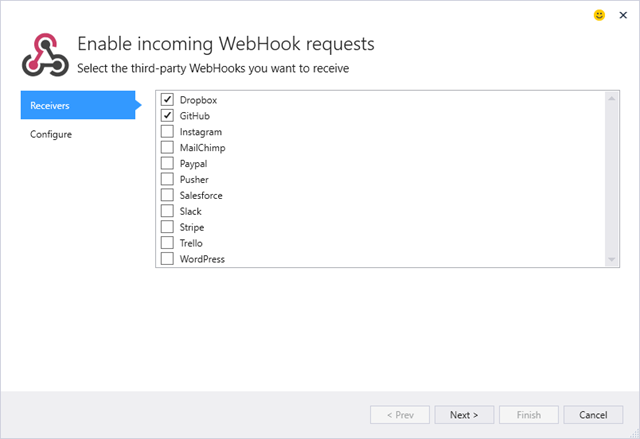 Enable incoming WebHook requests
Select the third-party WebHooks you want to receive
Receivers
Configure
Dropbox
GitHub
Instagram
MailChimp
Paypal
Pusher
Salesforce
Slack
Stripe
Trello
WordPress
< Prev
Next >
Finish
Cancel